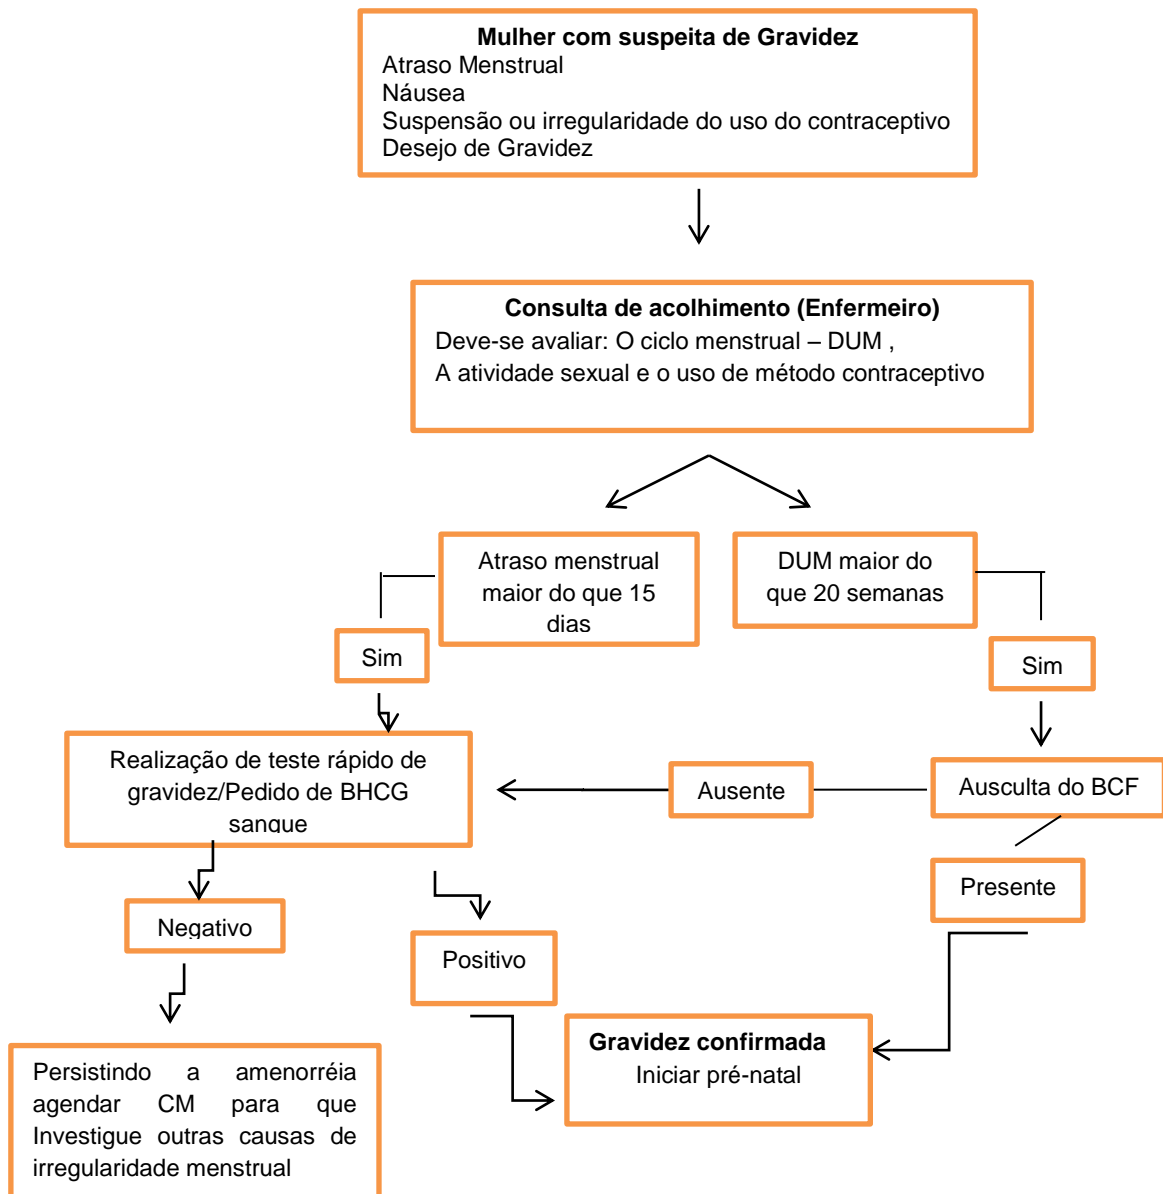 Mulher com suspeita de Gravidez
Atraso Menstrual
Náusea
Suspensão ou irregularidade do uso do contraceptivo
Desejo de Gravidez
Consulta de acolhimento (Enfermeiro)
Deve-se avaliar: O ciclo menstrual – DUM ,
A atividade sexual e o uso de método contraceptivo
Atraso menstrual
maior do que 15
dias
DUM maior do
que 20 semanas
Sim
Sim
Realização de teste rápido de
gravidez/Pedido de BHCG
sangue
Ausente
Ausculta do BCF
Presente
Negativo
Positivo
Gravidez confirmada
Iniciar pré-natal
Persistindo a amenorréia
agendar CM para que
Investigue outras causas de
irregularidade menstrual